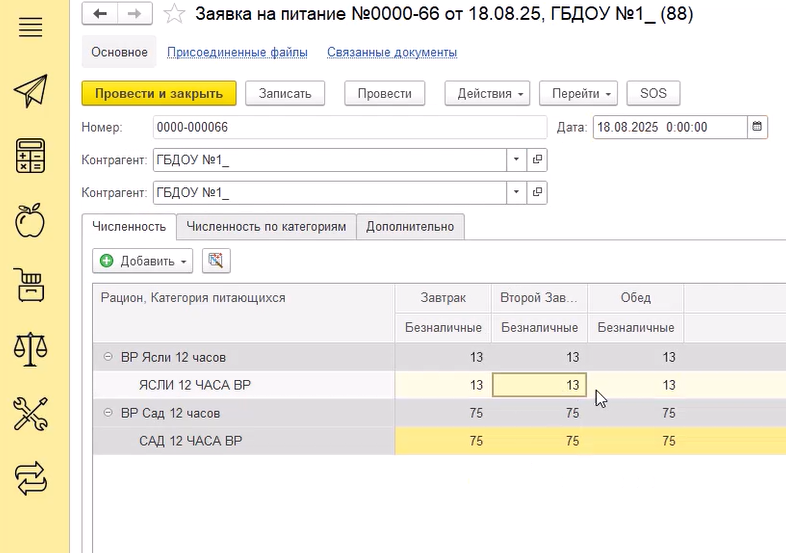 Заявка на питание №0000-66 от 18.08.25, ГБДОУ №1_ (88)
Основное Присоединенные файлы Связанные документы
Провести и закрыть Записать Провести Действия Перейти SOS
Номер: 0000-000066 Дата: 18.08.2025 0:00:00
Контрагент: ГБДОУ №1_
Контрагент: ГБДОУ №1_
Численность Численность по категориям Дополнительно
Добавить
Рацион, Категория питающихся Завтрак Второй Зав... Обед
Безналичные Безналичные Безналичные
ВР Ясли 12 часов 13 13 13
ЯСЛИ 12 ЧАСА ВР 13 13 13
ВР Сад 12 часов 75 75 75
САД 12 ЧАСА ВР 75 75 75